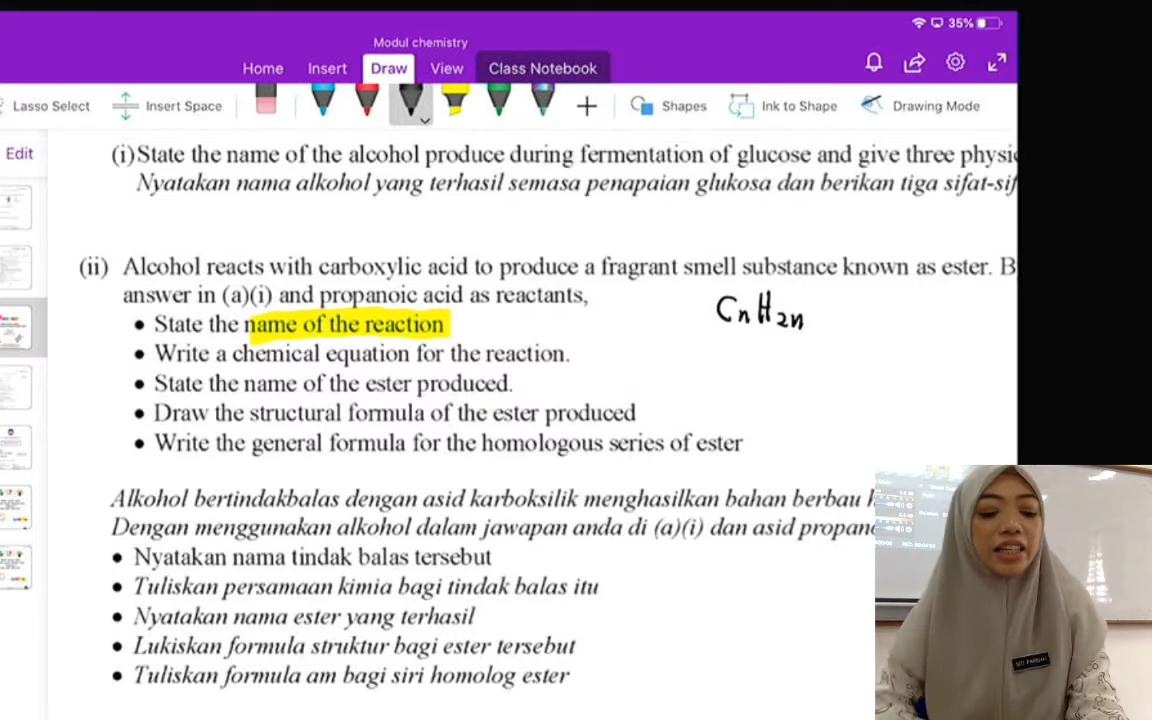 35%
Modul chemistry
Home Insert Draw View Class Notebook
Lasso Select Insert Space Shapes Ink to Shape Drawing Mode
Edit
(i) State the name of the alcohol produce during fermentation of glucose and give three
Nyatakan nama alkohol yang terhasil semasa penapaian glukosa dan berikan tiga
(ii) Alcohol reacts with carboxylic acid to produce a fragrant smell substance known as ester. B
answer in (a)(i) and propanoic acid as reactants,
CnH2n
• State the name of the reaction
• Write a chemical equation for the reaction.
• State the name of the ester produced.
• Draw the structural formula of the ester produced
• Write the general formula for the homologous series of ester
Alkohol bertindakbalas dengan asid karboksilik menghasilkan bahan berbau
Dengan menggunakan alkohol dalam jawapan anda di (a)(i) dan asid
• Nyatakan nama tindak balas tersebut
• Tuliskan persamaan kimia bagi tindak balas itu
• Nyatakan nama ester yang terhasil
• Lukiskan formula struktur bagi ester tersebut
• Tuliskan formula am bagi siri homolog ester